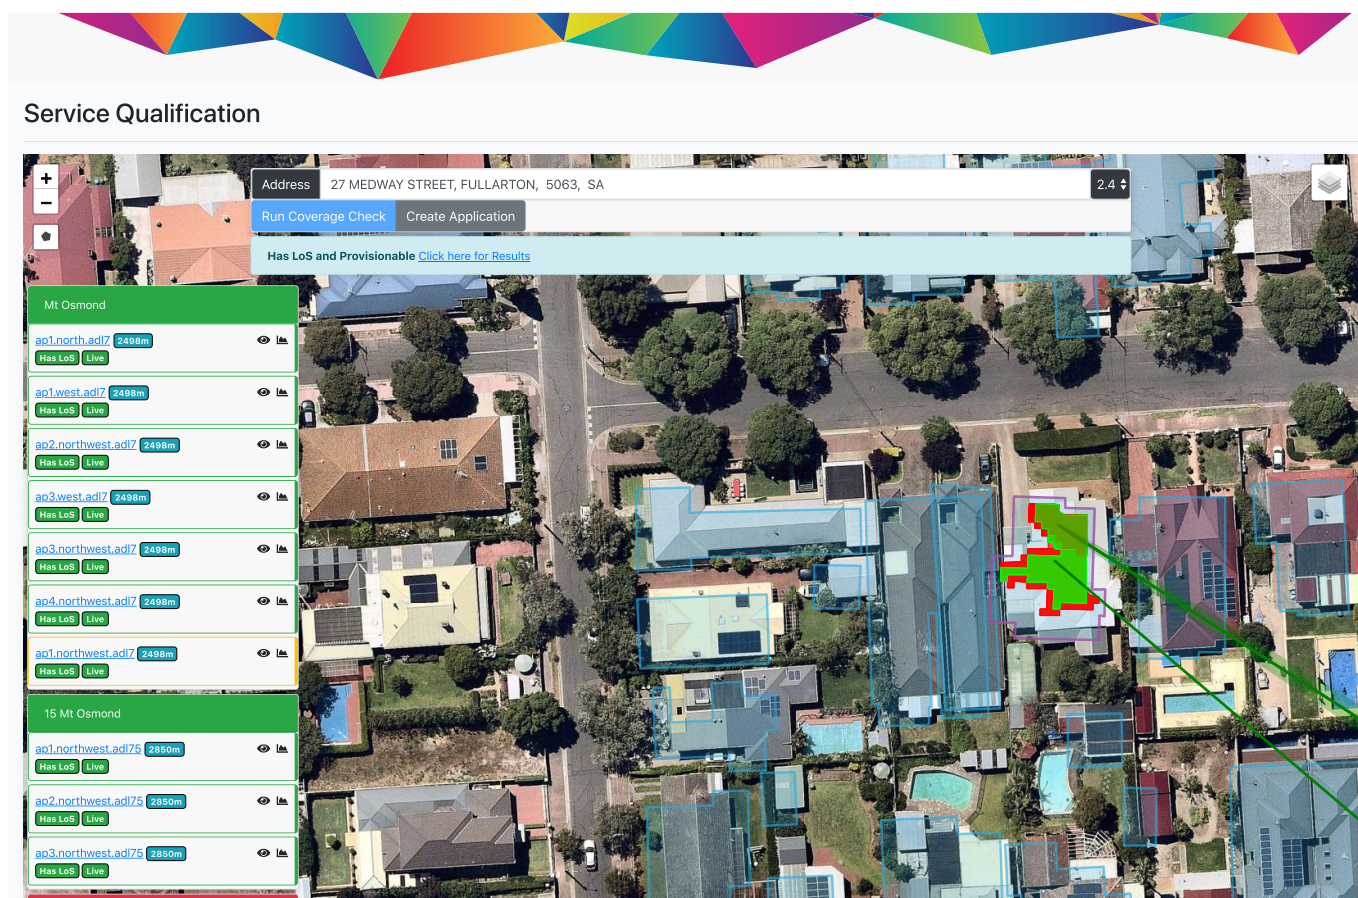 Service Qualification
+
−
Address 27 MEDWAY STREET, FULLARTON, 5063, SA 2.4
Run Coverage Check Create Application
Has LoS and Provisionable Click here for Results
Mt Osmond
ap1.north.adl7 2498m
Has LoS Live
ap1.west.adl7 2498m
Has LoS Live
ap2.northwest.adl7 2498m
Has LoS Live
ap3.west.adl7 2498m
Has LoS Live
ap3.northwest.adl7 2498m
Has LoS Live
ap4.northwest.adl7 2498m
Has LoS Live
ap1.northwest.adl7 2498m
Has LoS Live
15 Mt Osmond
ap1.northwest.adl75 2850m
Has LoS Live
ap2.northwest.adl75 2850m
Has LoS Live
ap3.northwest.adl75 2850m
Has LoS Live